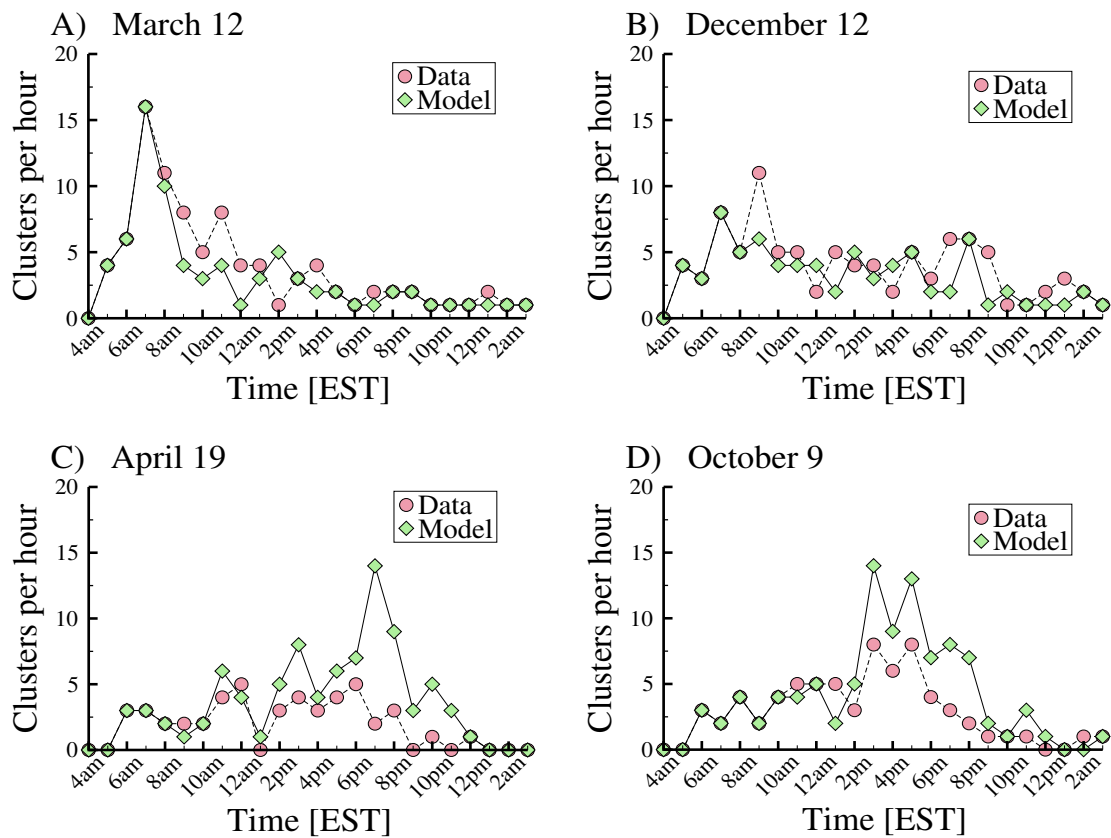 A) March 12
20
15
10
5
0
Clusters per hour
Data
Model
4am 6am 8am 10am 12am 2pm 4pm 6pm 8pm 10pm 12pm 2am
Time [EST]
B) December 12
20
15
10
5
0
Clusters per hour
Data
Model
4am 6am 8am 10am 12am 2pm 4pm 6pm 8pm 10pm 12pm 2am
Time [EST]
C) April 19
20
15
10
5
0
Clusters per hour
Data
Model
4am 6am 8am 10am 12am 2pm 4pm 6pm 8pm 10pm 12pm 2am
Time [EST]
D) October 9
20
15
10
5
0
Clusters per hour
Data
Model
4am 6am 8am 10am 12am 2pm 4pm 6pm 8pm 10pm 12pm 2am
Time [EST]